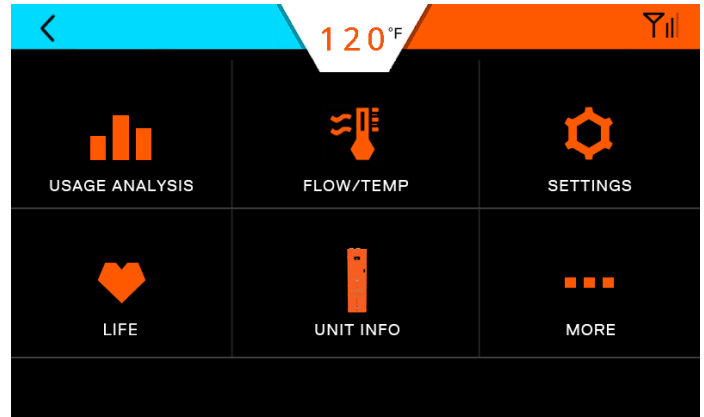 120°F
USAGE ANALYSIS
FLOW/TEMP
SETTINGS
LIFE
UNIT INFO
MORE